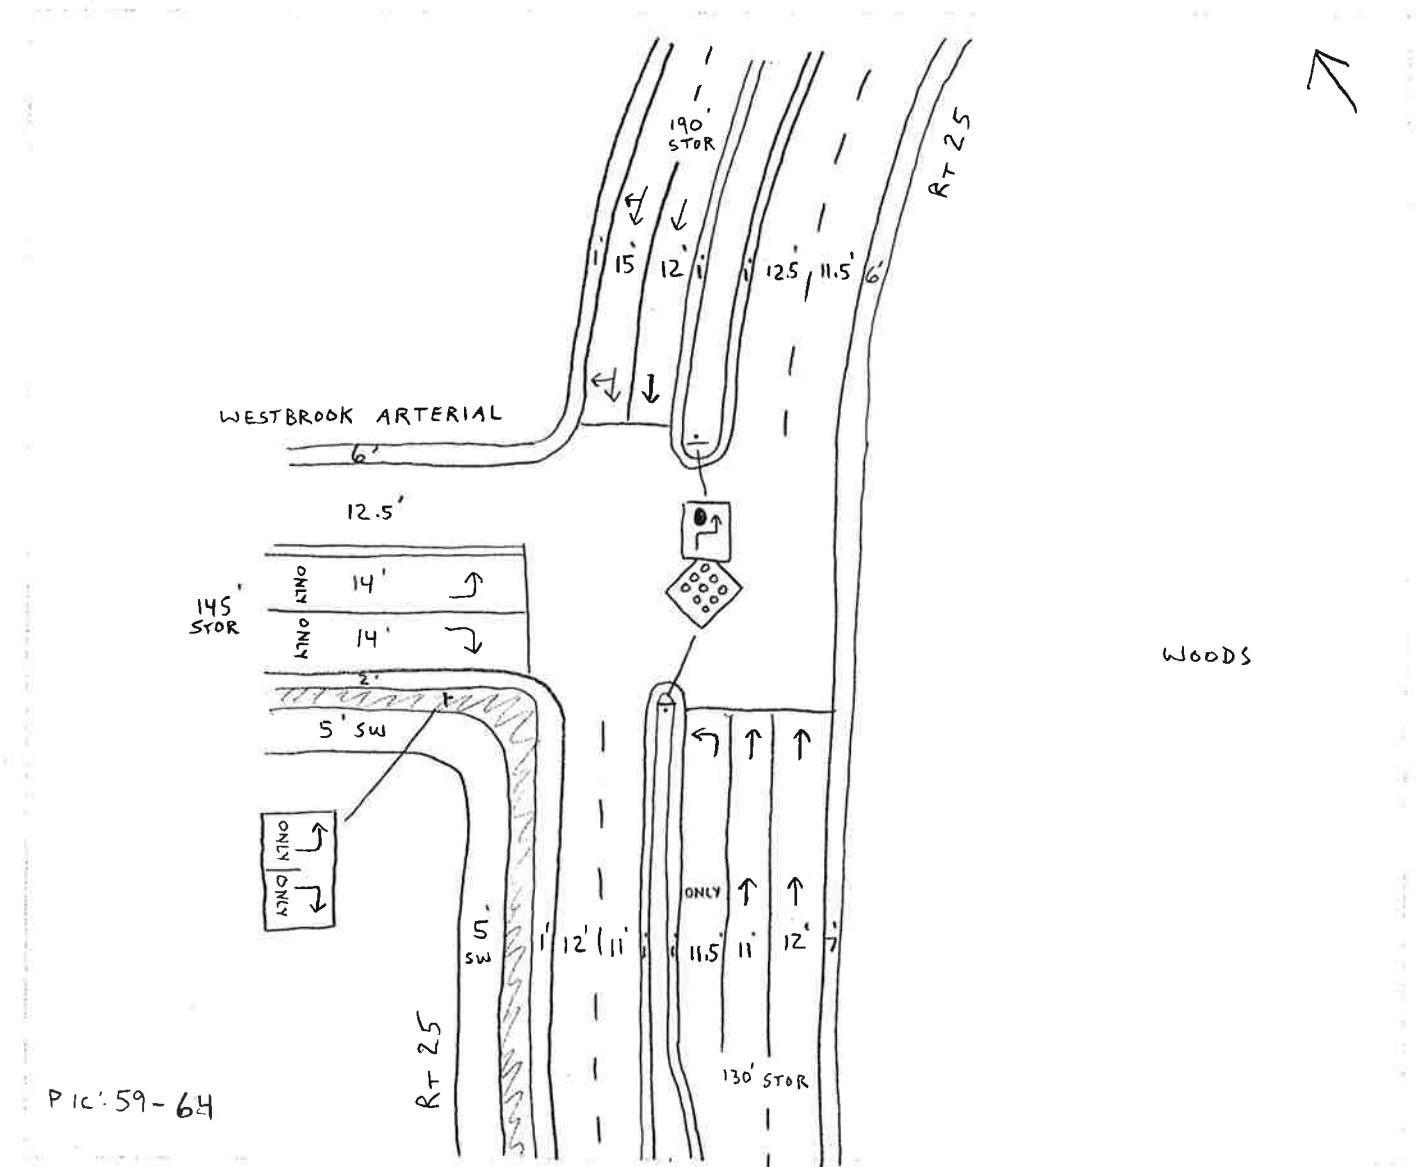 190'
STOR
RT 25
1'
15'
12'
1'
1'
12.5'
11.5'
6'
WESTBROOK ARTERIAL
6'
12.5'
ONLY
14'
145'
STOR
ONLY
14'
2'
5' SW
WOODS
ONLY
ONLY
ONLY
5'
SW
1'
12'
11'
1'
1'
11.5'
11'
12'
7'
RT 25
130' STOR
PIC: 59-64